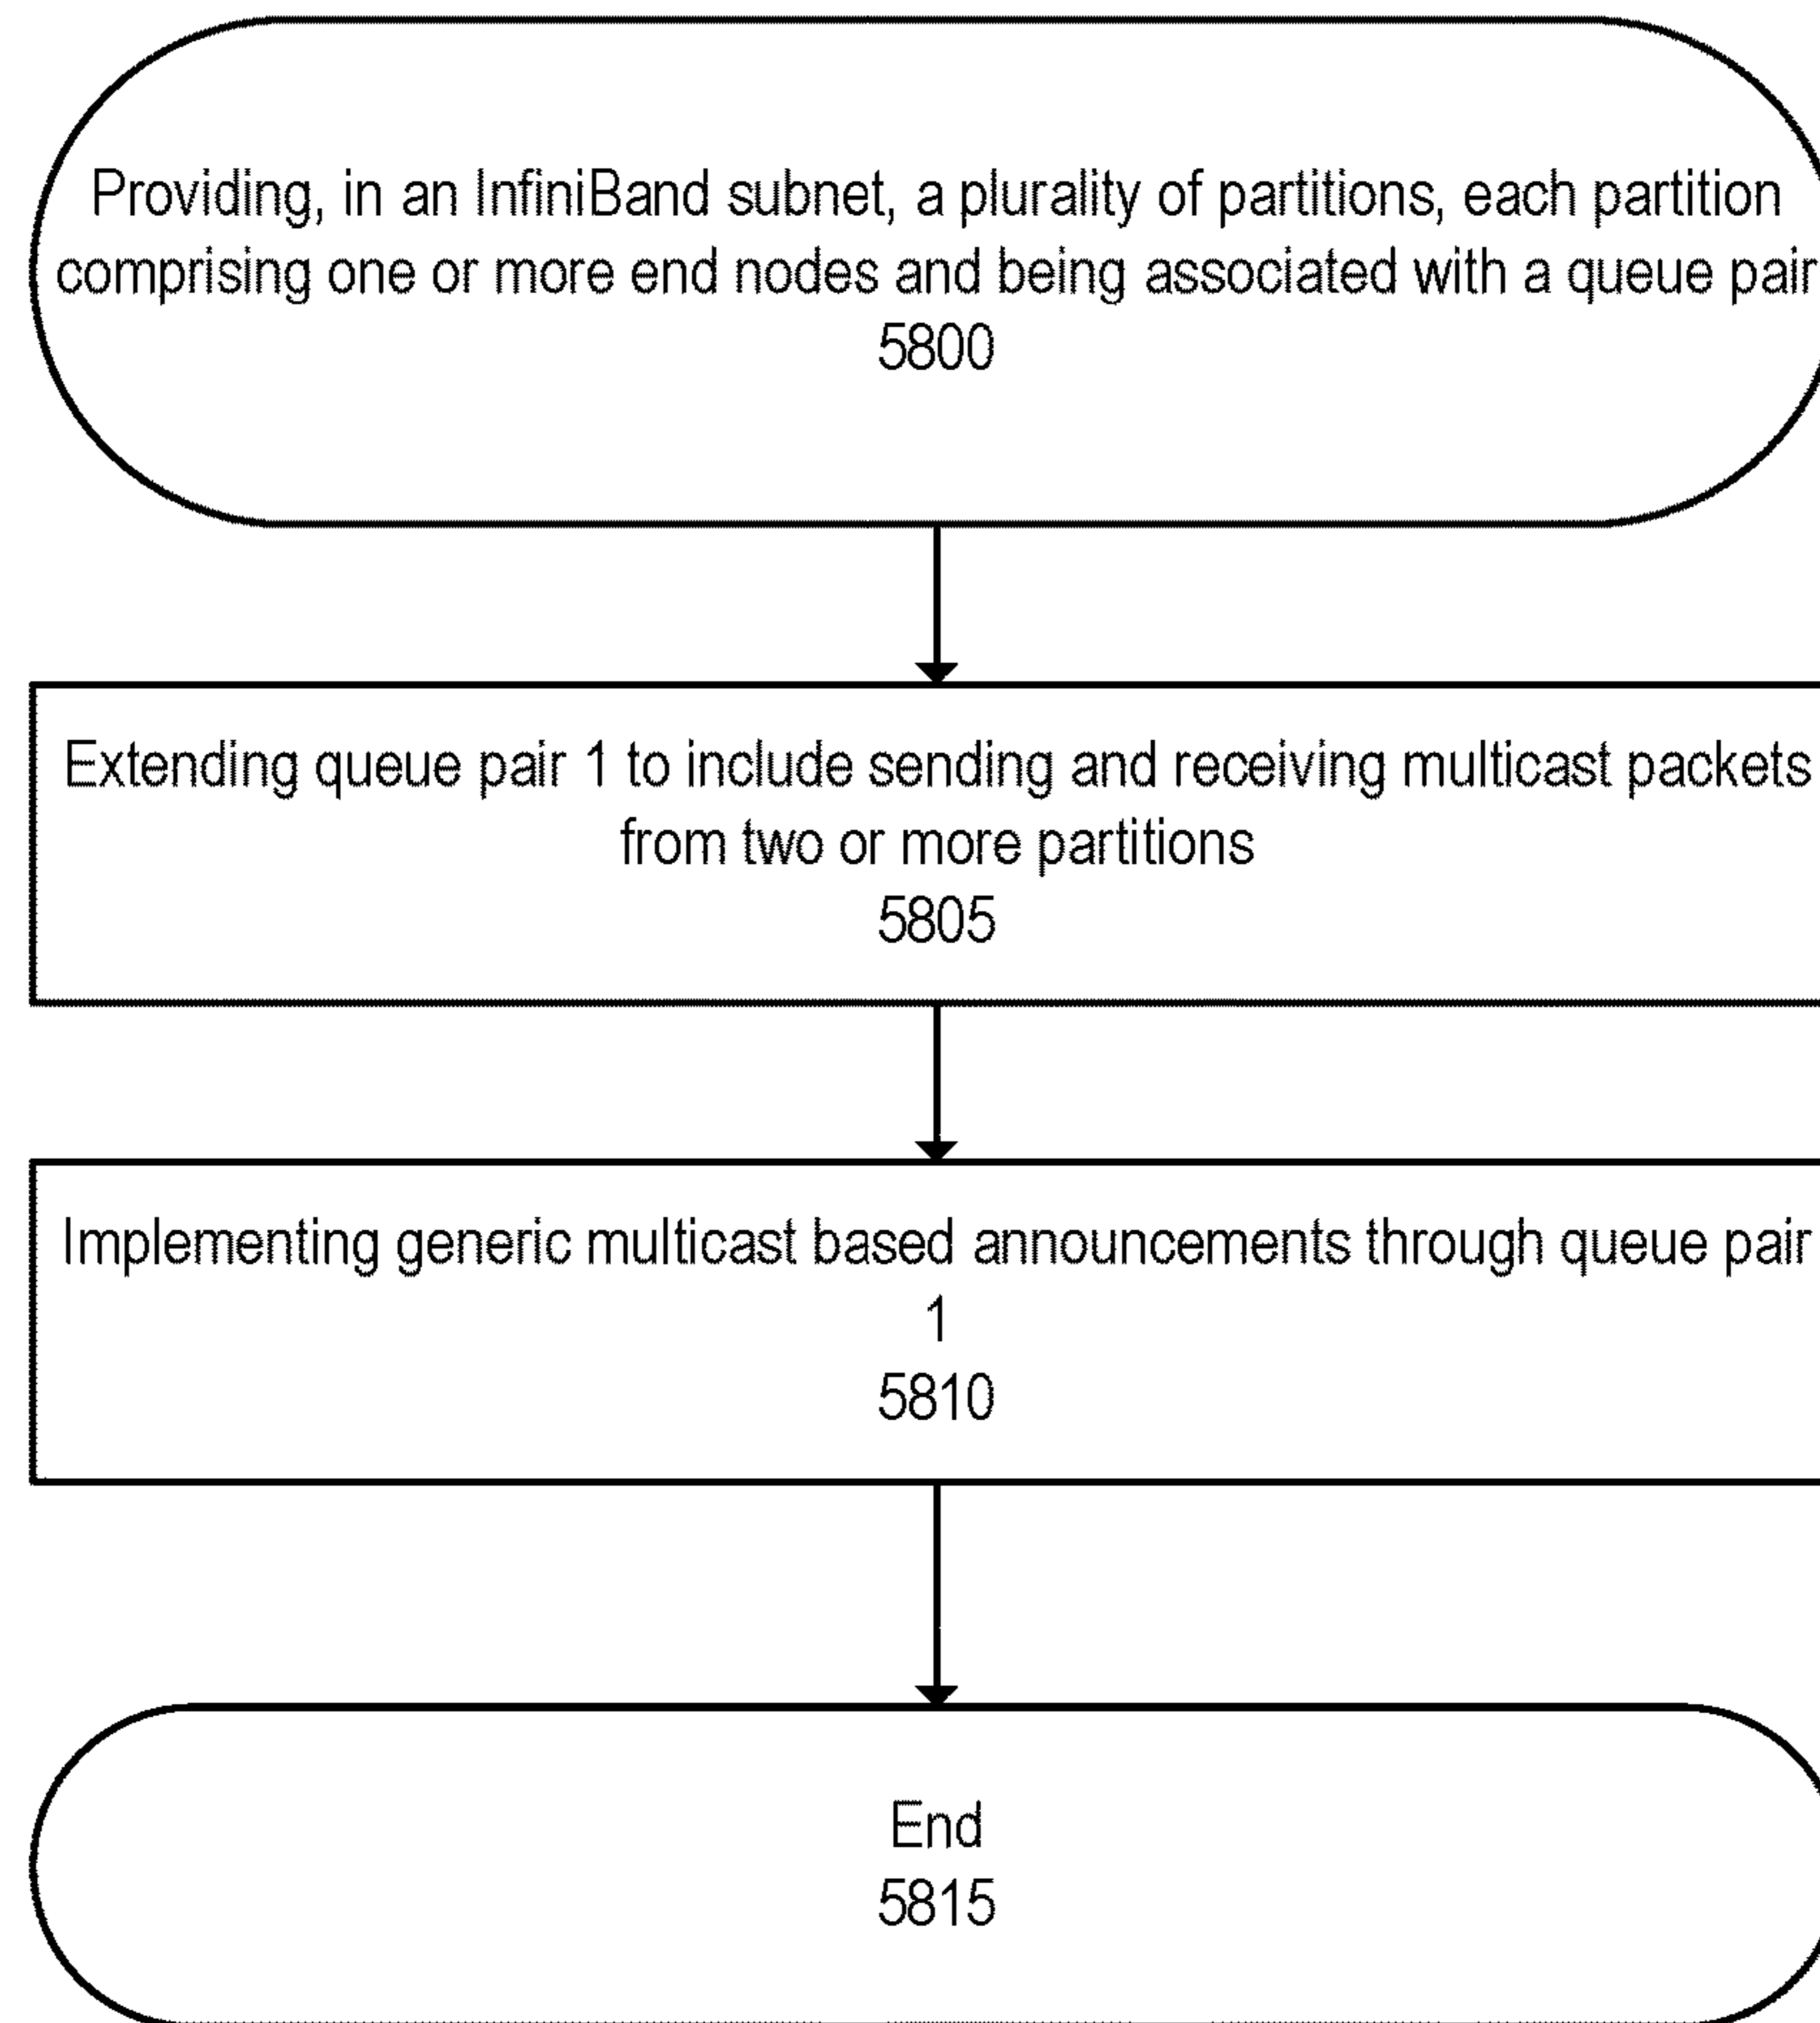 Providing, in an InfiniBand subnet, a plurality of partitions, each partition
comprising one or more end nodes and being associated with a queue pair
5800
Extending queue pair 1 to include sending and receiving multicast packets
from two or more partitions
5805
Implementing generic multicast based announcements through queue pair
1
5810
End
5815